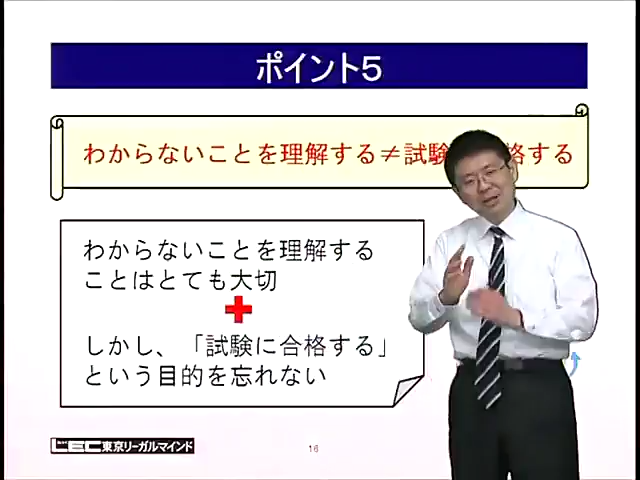 ポイント5
わからないことを理解する≠試験 格する
わからないことを理解する
ことはとても大切
しかし、「試験に合格する」
という目的を忘れない
LEC東京リーガルマインド
16